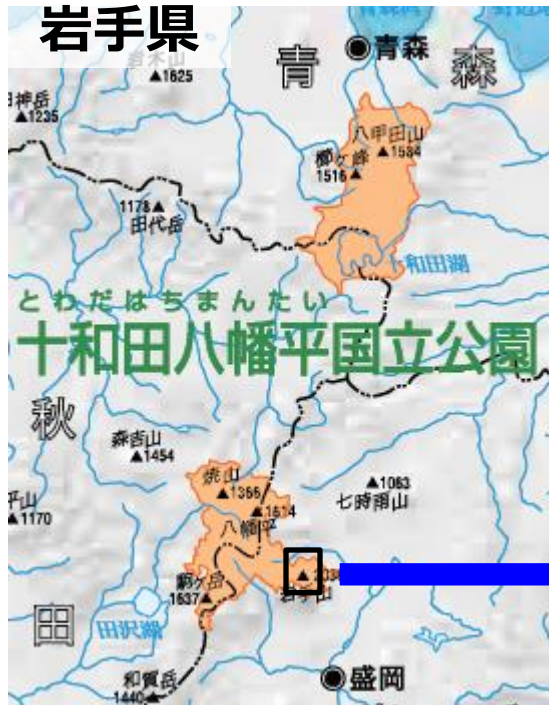 岩手県
▲1625
青森
青
森
▲1235
八甲田山
▲1584
櫛ヶ峰
1516▲
1178▲
田代岳
十和田湖
とわだはちまんたい
十和田八幡平国立公園
秋
森吉山
▲1454
焼山
▲1366
▲1614
八幡平
▲1063
七時雨山
▲1170
駒ヶ岳
1637▲
岩手山
田
田沢湖
和賀岳
1440▲
盛岡